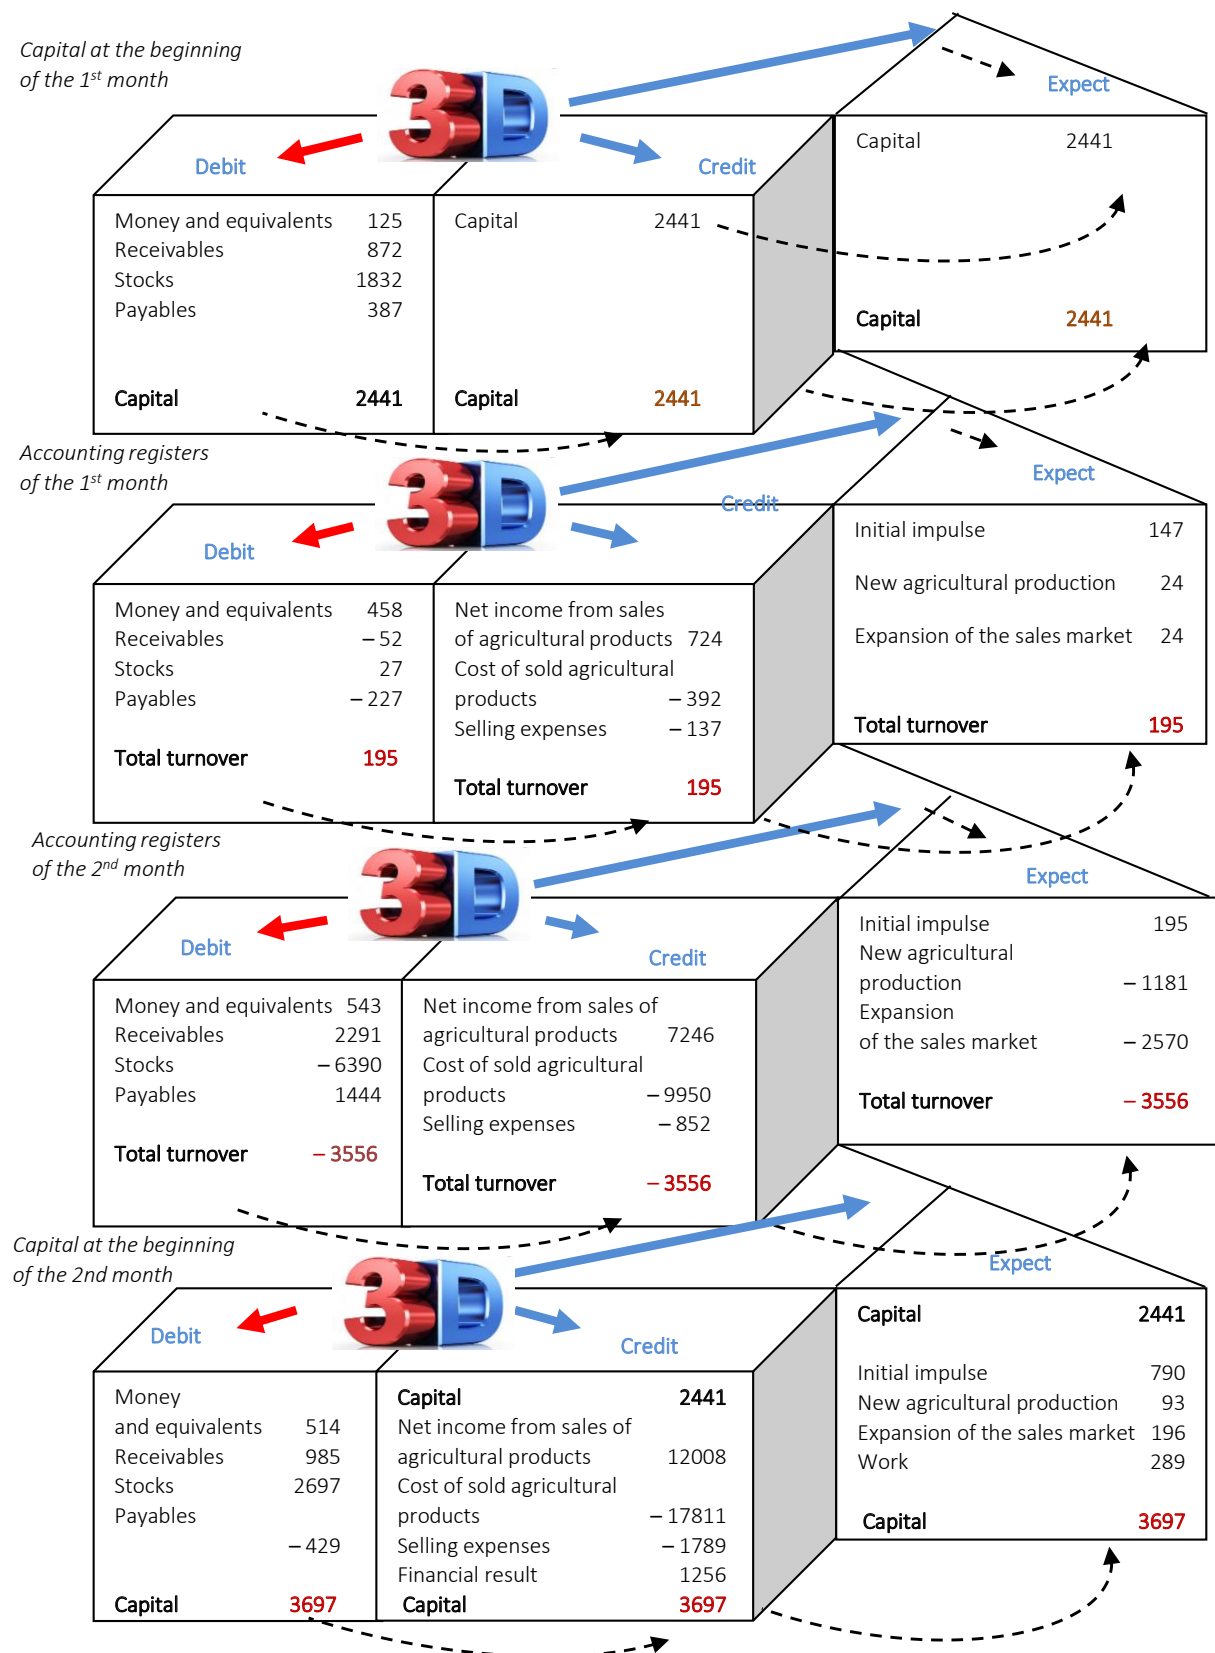 Capital at the beginning
of the 1st month
3D
Debit
Credit
Expect
Money and equivalents 125
Receivables 872
Stocks 1832
Payables 387
Capital 2441
Capital 2441
Capital 2441
Capital 2441
Capital 2441
Accounting registers
of the 1st month
3D
Debit
Credit
Expect
Money and equivalents 458
Receivables – 52
Stocks 27
Payables – 227
Total turnover 195
Net income from sales
of agricultural products 724
Cost of sold agricultural
products – 392
Selling expenses – 137
Total turnover 195
Initial impulse 147
New agricultural production 24
Expansion of the sales market 24
Total turnover 195
Accounting registers
of the 2nd month
3D
Debit
Credit
Expect
Money and equivalents 543
Receivables 2291
Stocks – 6390
Payables 1444
Total turnover – 3556
Net income from sales of
agricultural products 7246
Cost of sold agricultural
products – 9950
Selling expenses – 852
Total turnover – 3556
Initial impulse 195
New agricultural
production – 1181
Expansion
of the sales market – 2570
Total turnover – 3556
Capital at the beginning
of the 2nd month
3D
Debit
Credit
Expect
Money
and equivalents 514
Receivables 985
Stocks 2697
Payables
– 429
Capital 3697
Capital 2441
Net income from sales of
agricultural products 12008
Cost of sold agricultural
products – 17811
Selling expenses – 1789
Financial result 1256
Capital 3697
Capital 2441
Initial impulse 790
New agricultural production 93
Expansion of the sales market 196
Work 289
Capital 3697